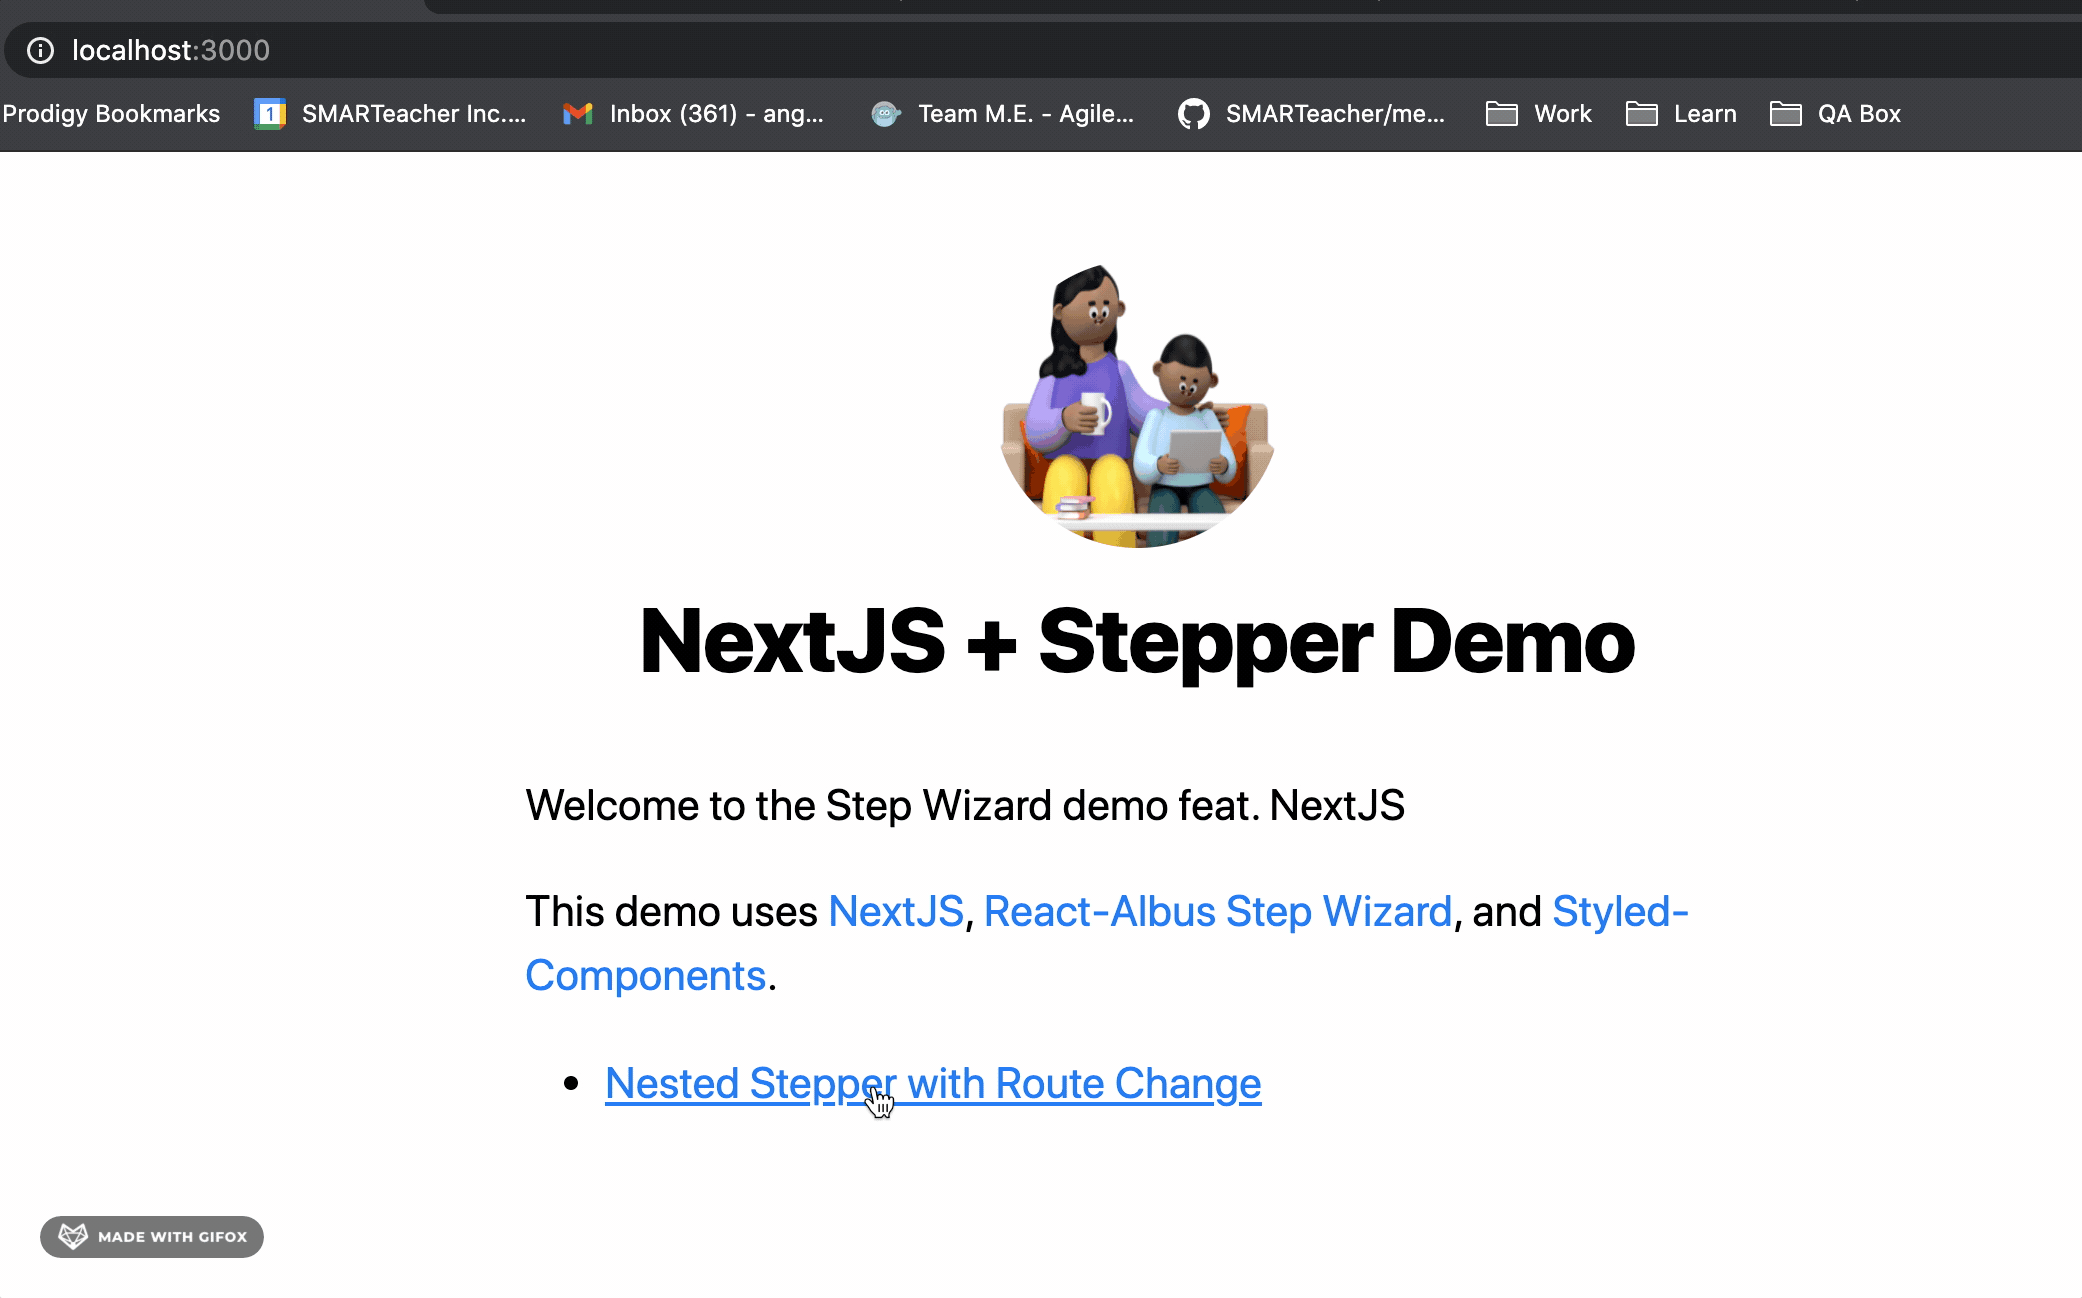 localhost:3000
Prodigy Bookmarks 1 SMARTeacher Inc.... Inbox (361) - ang... Team M.E. - Agile... SMARTeacher/me... Work Learn QA Box
NextJS + Stepper Demo
Welcome to the Step Wizard demo feat. NextJS
This demo uses NextJS, React-Albus Step Wizard, and Styled-
Components.
• Nested Stepper with Route Change
MADE WITH GIFOX